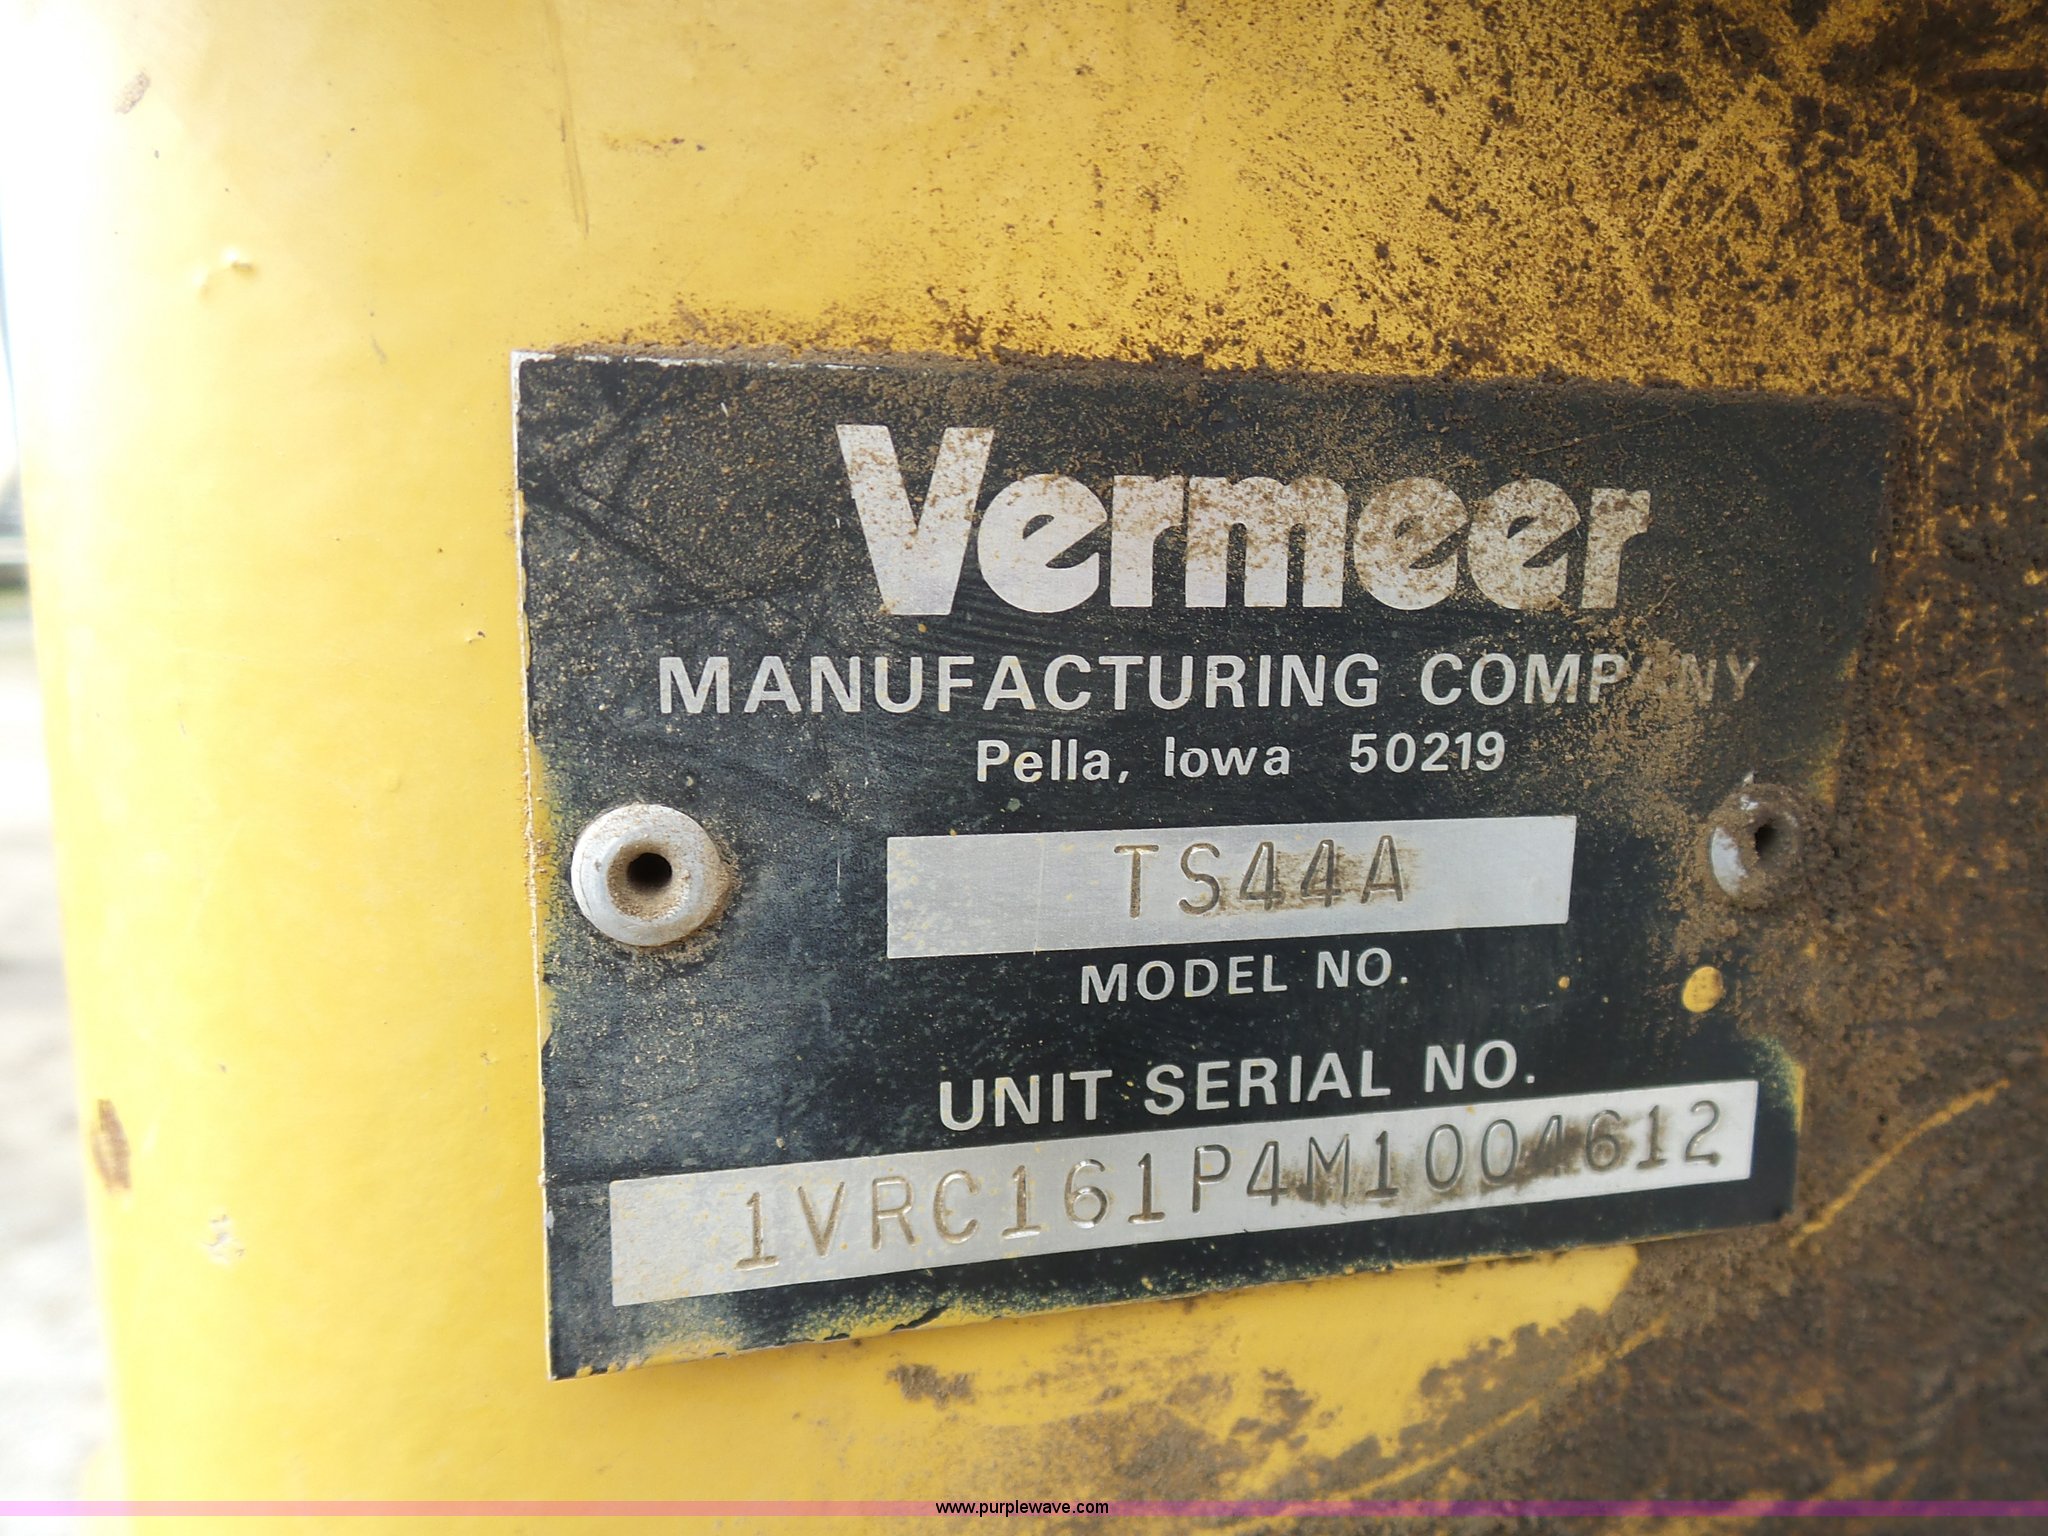 Vermeer
MANUFACTURING COMPANY
Pella, Iowa 50219
TS44A
MODEL NO.
UNIT SERIAL NO.
1VRC161P4M1004612
www.purplewave.com